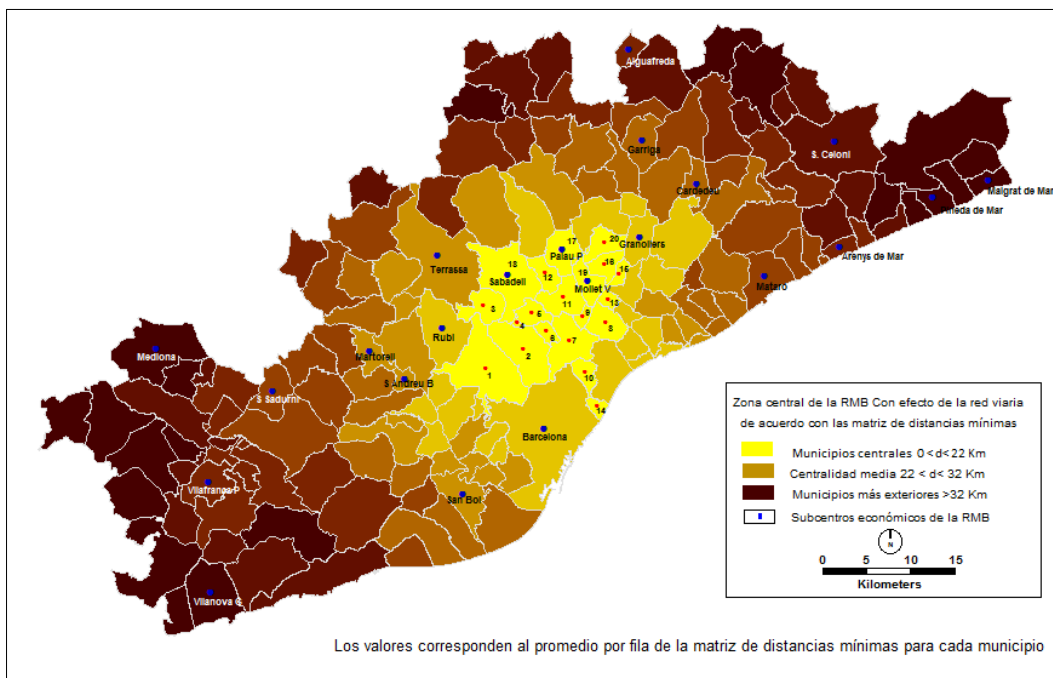 Aiguafreda
Garriga
S. Celoni
Cardedeu
Malgrat de Mar
Pineda de Mar
Arenys de Mar
Mataro
Granollers
20
17
Palau P
16
15
19
Mollet V
12
18
Sabadell
Terrassa
11
13
3
5
9
4
8
6
7
Rubi
2
1
10
14
Martorell
S Andreu B
Mediona
S Sadurni
Barcelona
San Boi
Vilafranca P
Vilanova G
Zona central de la RMB Con efecto de la red viaria
de acuerdo con las matriz de distancias mínimas
Municipios centrales 0 < d< 22 Km
Centralidad media 22 < d< 32 Km
Municipios más exteriores >32 Km
Subcentros económicos de la RMB
N
0 5 10 15
Kilometers
Los valores corresponden al promedio por fila de la matriz de distancias mínimas para cada municipio